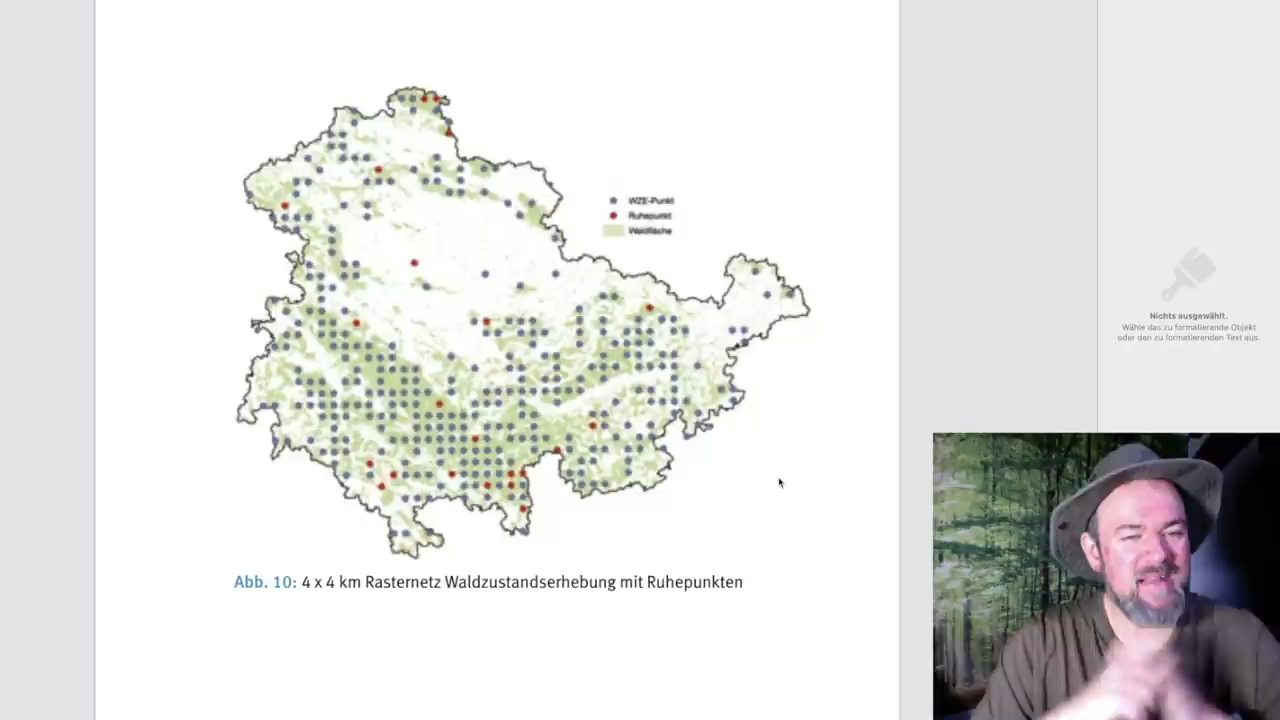 WZE-Punkt
Ruhepunkt
Waldfläche
Abb. 10: 4 x 4 km Rasternetz Waldzustandserhebung mit Ruhepunkten
Nichts ausgewählt.
Wähle das zu formatierende Objekt
oder den zu formatierenden Text aus.